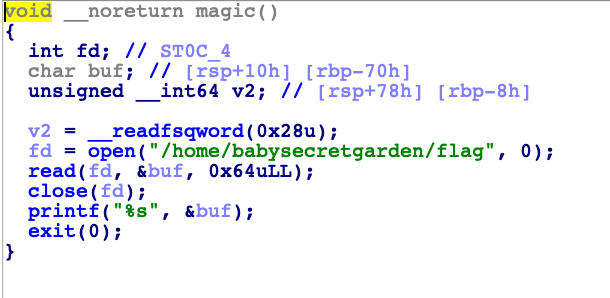 void __noreturn magic()
{
int fd; // ST0C_4
char buf; // [rsp+10h] [rbp-70h]
unsigned __int64 v2; // [rsp+78h] [rbp-8h]
v2 = __readfsqword(0x28u);
fd = open("/home/babysecretgarden/flag", 0);
read(fd, &buf, 0x64uLL);
close(fd);
printf("%s", &buf);
exit(0);
}